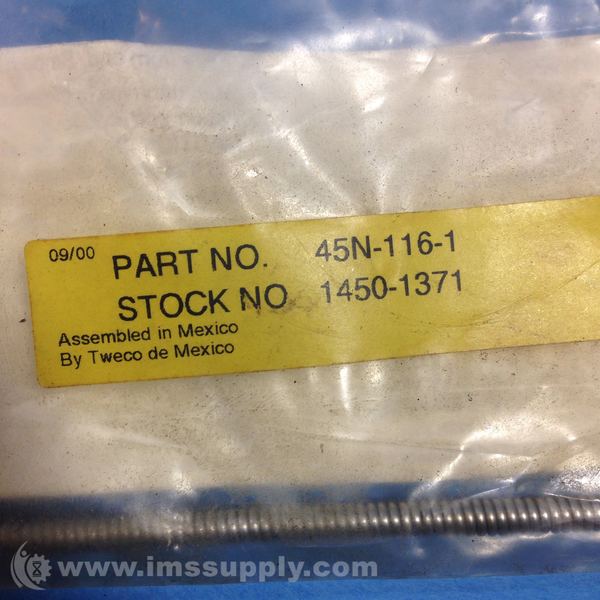 09/00 PART NO. 45N-116-1
STOCK NO 1450-1371
Assembled in Mexico
By Tweco de Mexico
www.imssupply.com